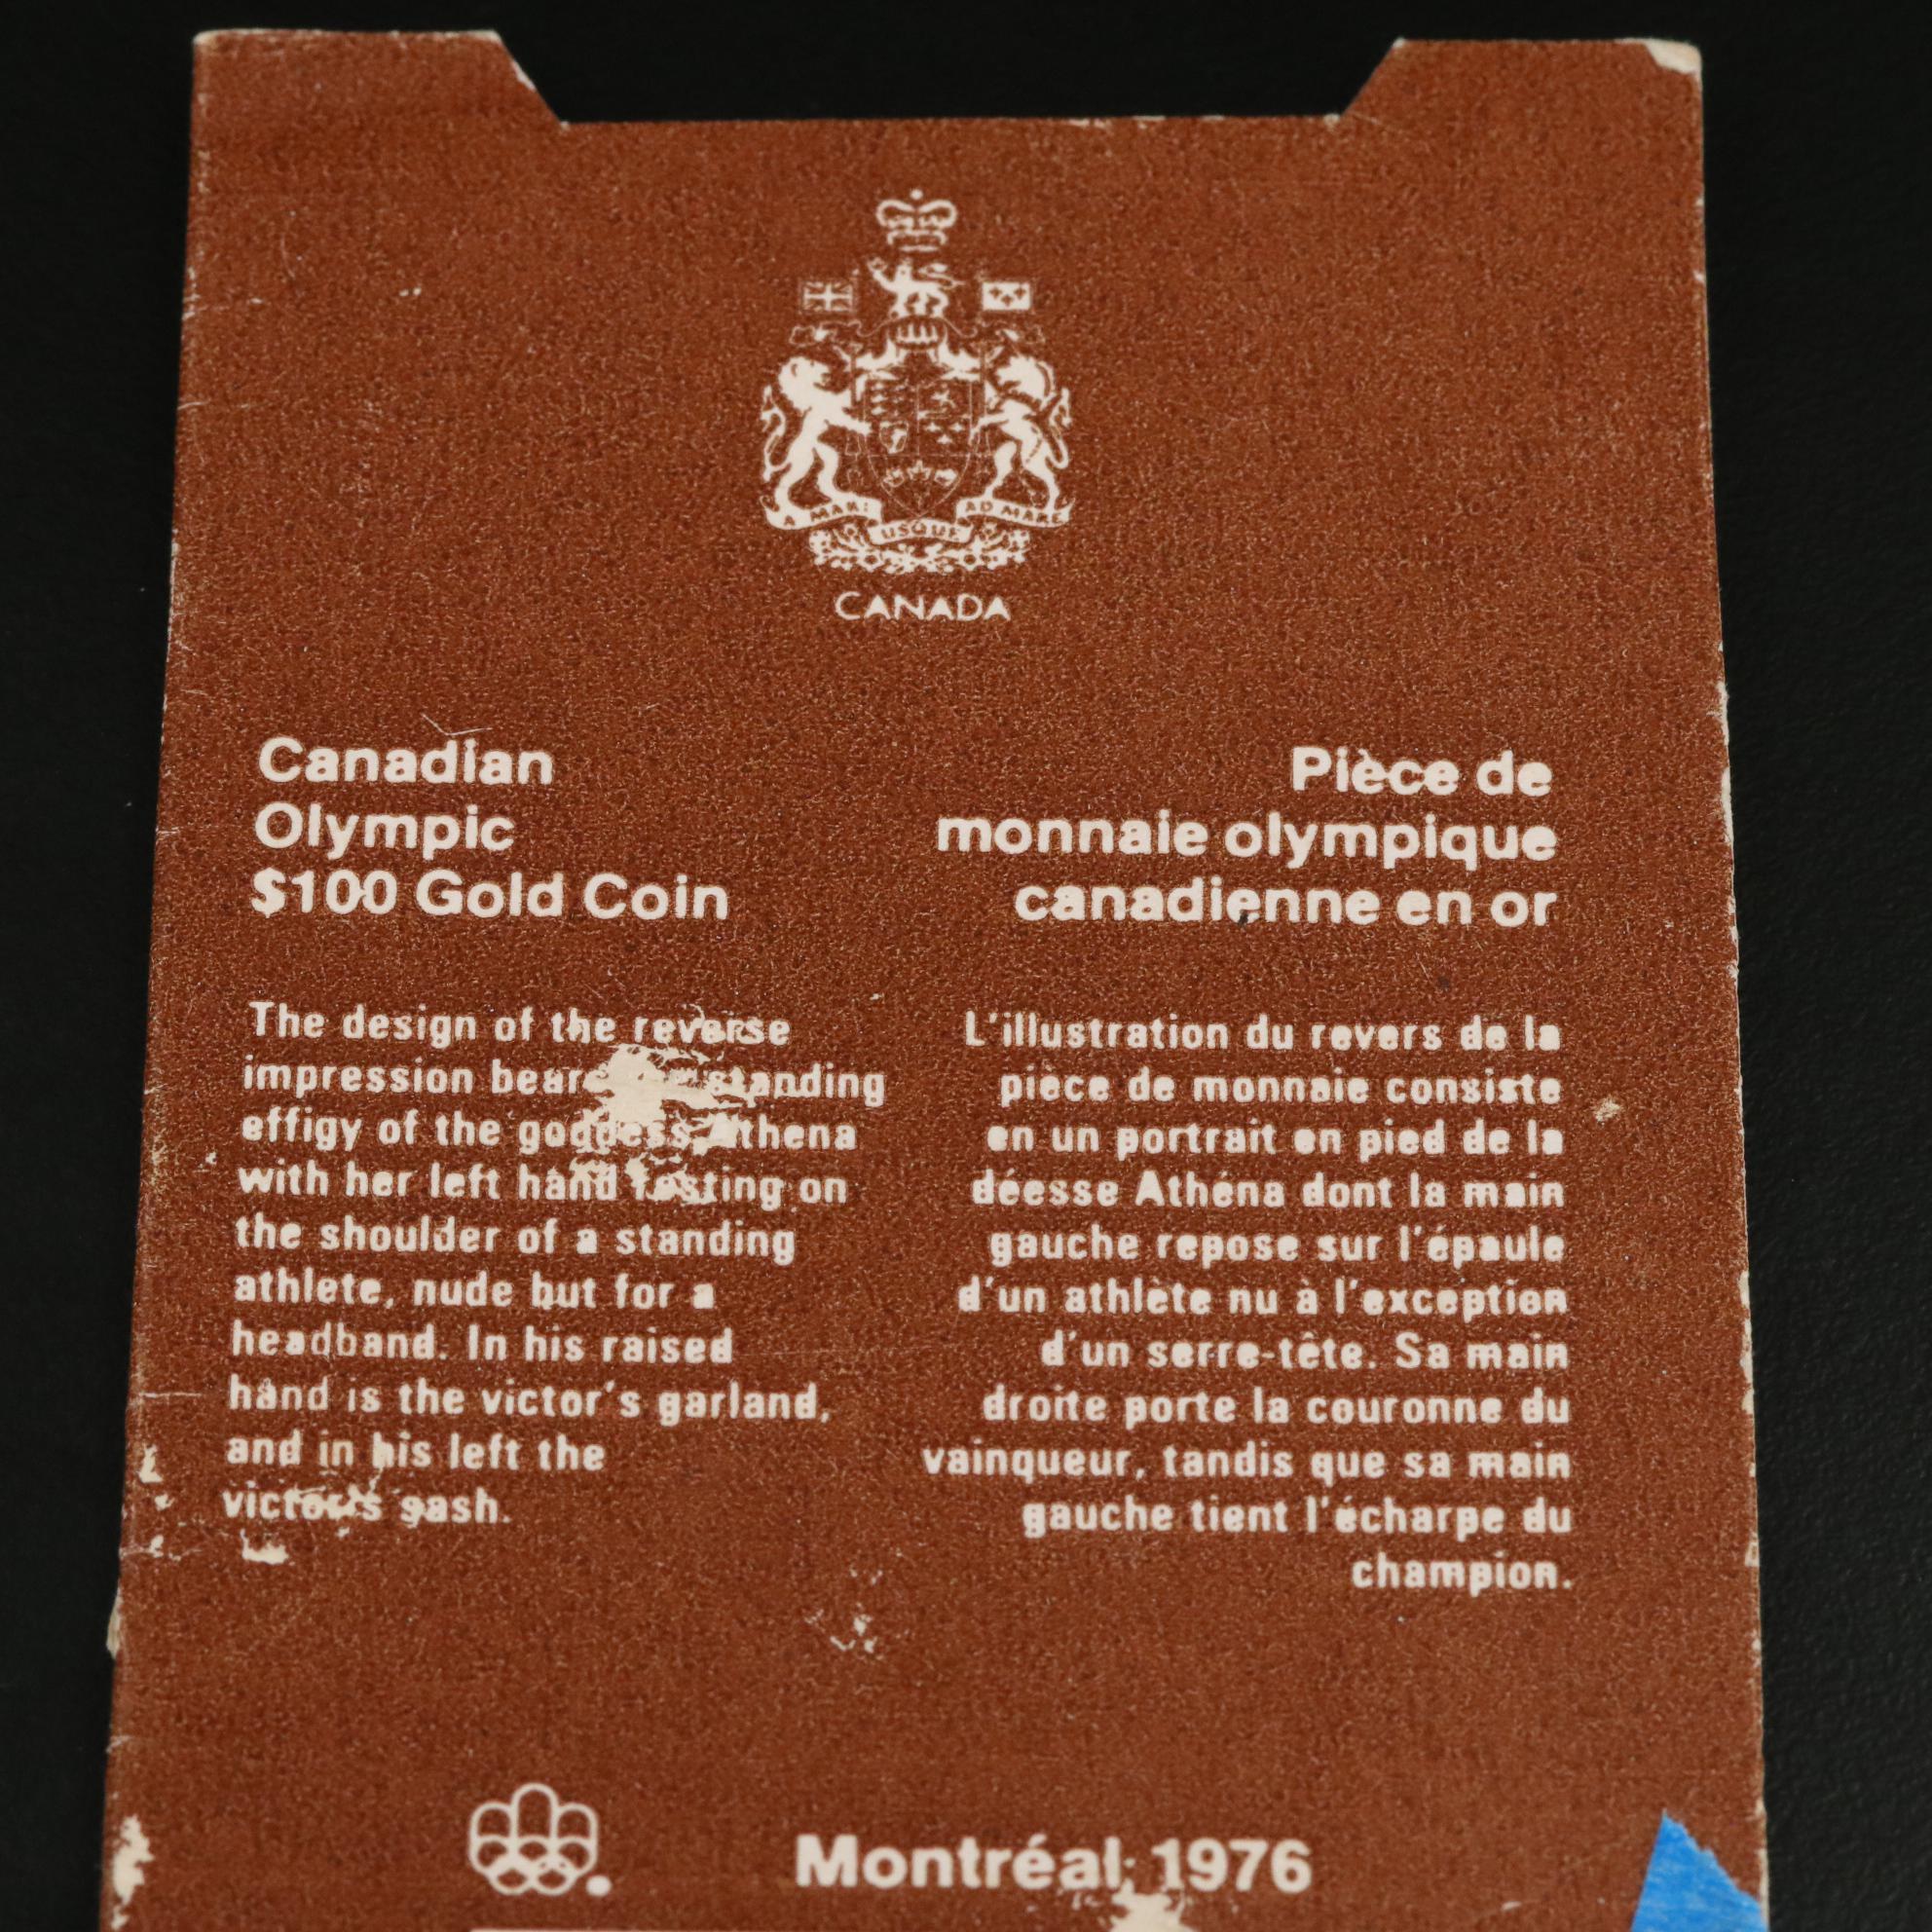 A MARI USQUE AD MARE
CANADA
Canadian
Olympic
$100 Gold Coin
The design of the reverse
impression bears standing
effigy of the goddess Athena
with her left hand resting on
the shoulder of a standing
athlete, nude but for a
headband. In his raised
hand is the victor's garland,
and in his left the
victor's sash.
Pièce de
monnaie olympique
canadienne en or
L'illustration du revers de la
pièce de monnaie consiste
en un portrait en pied de la
déesse Athéna dont la main
gauche repose sur l'épaule
d'un athlète nu à l'exception
d'un serre-tête. Sa main
droite porte la couronne du
vainqueur, tandis que sa main
gauche tient l'écharpe du
champion.
Montréal, 1976